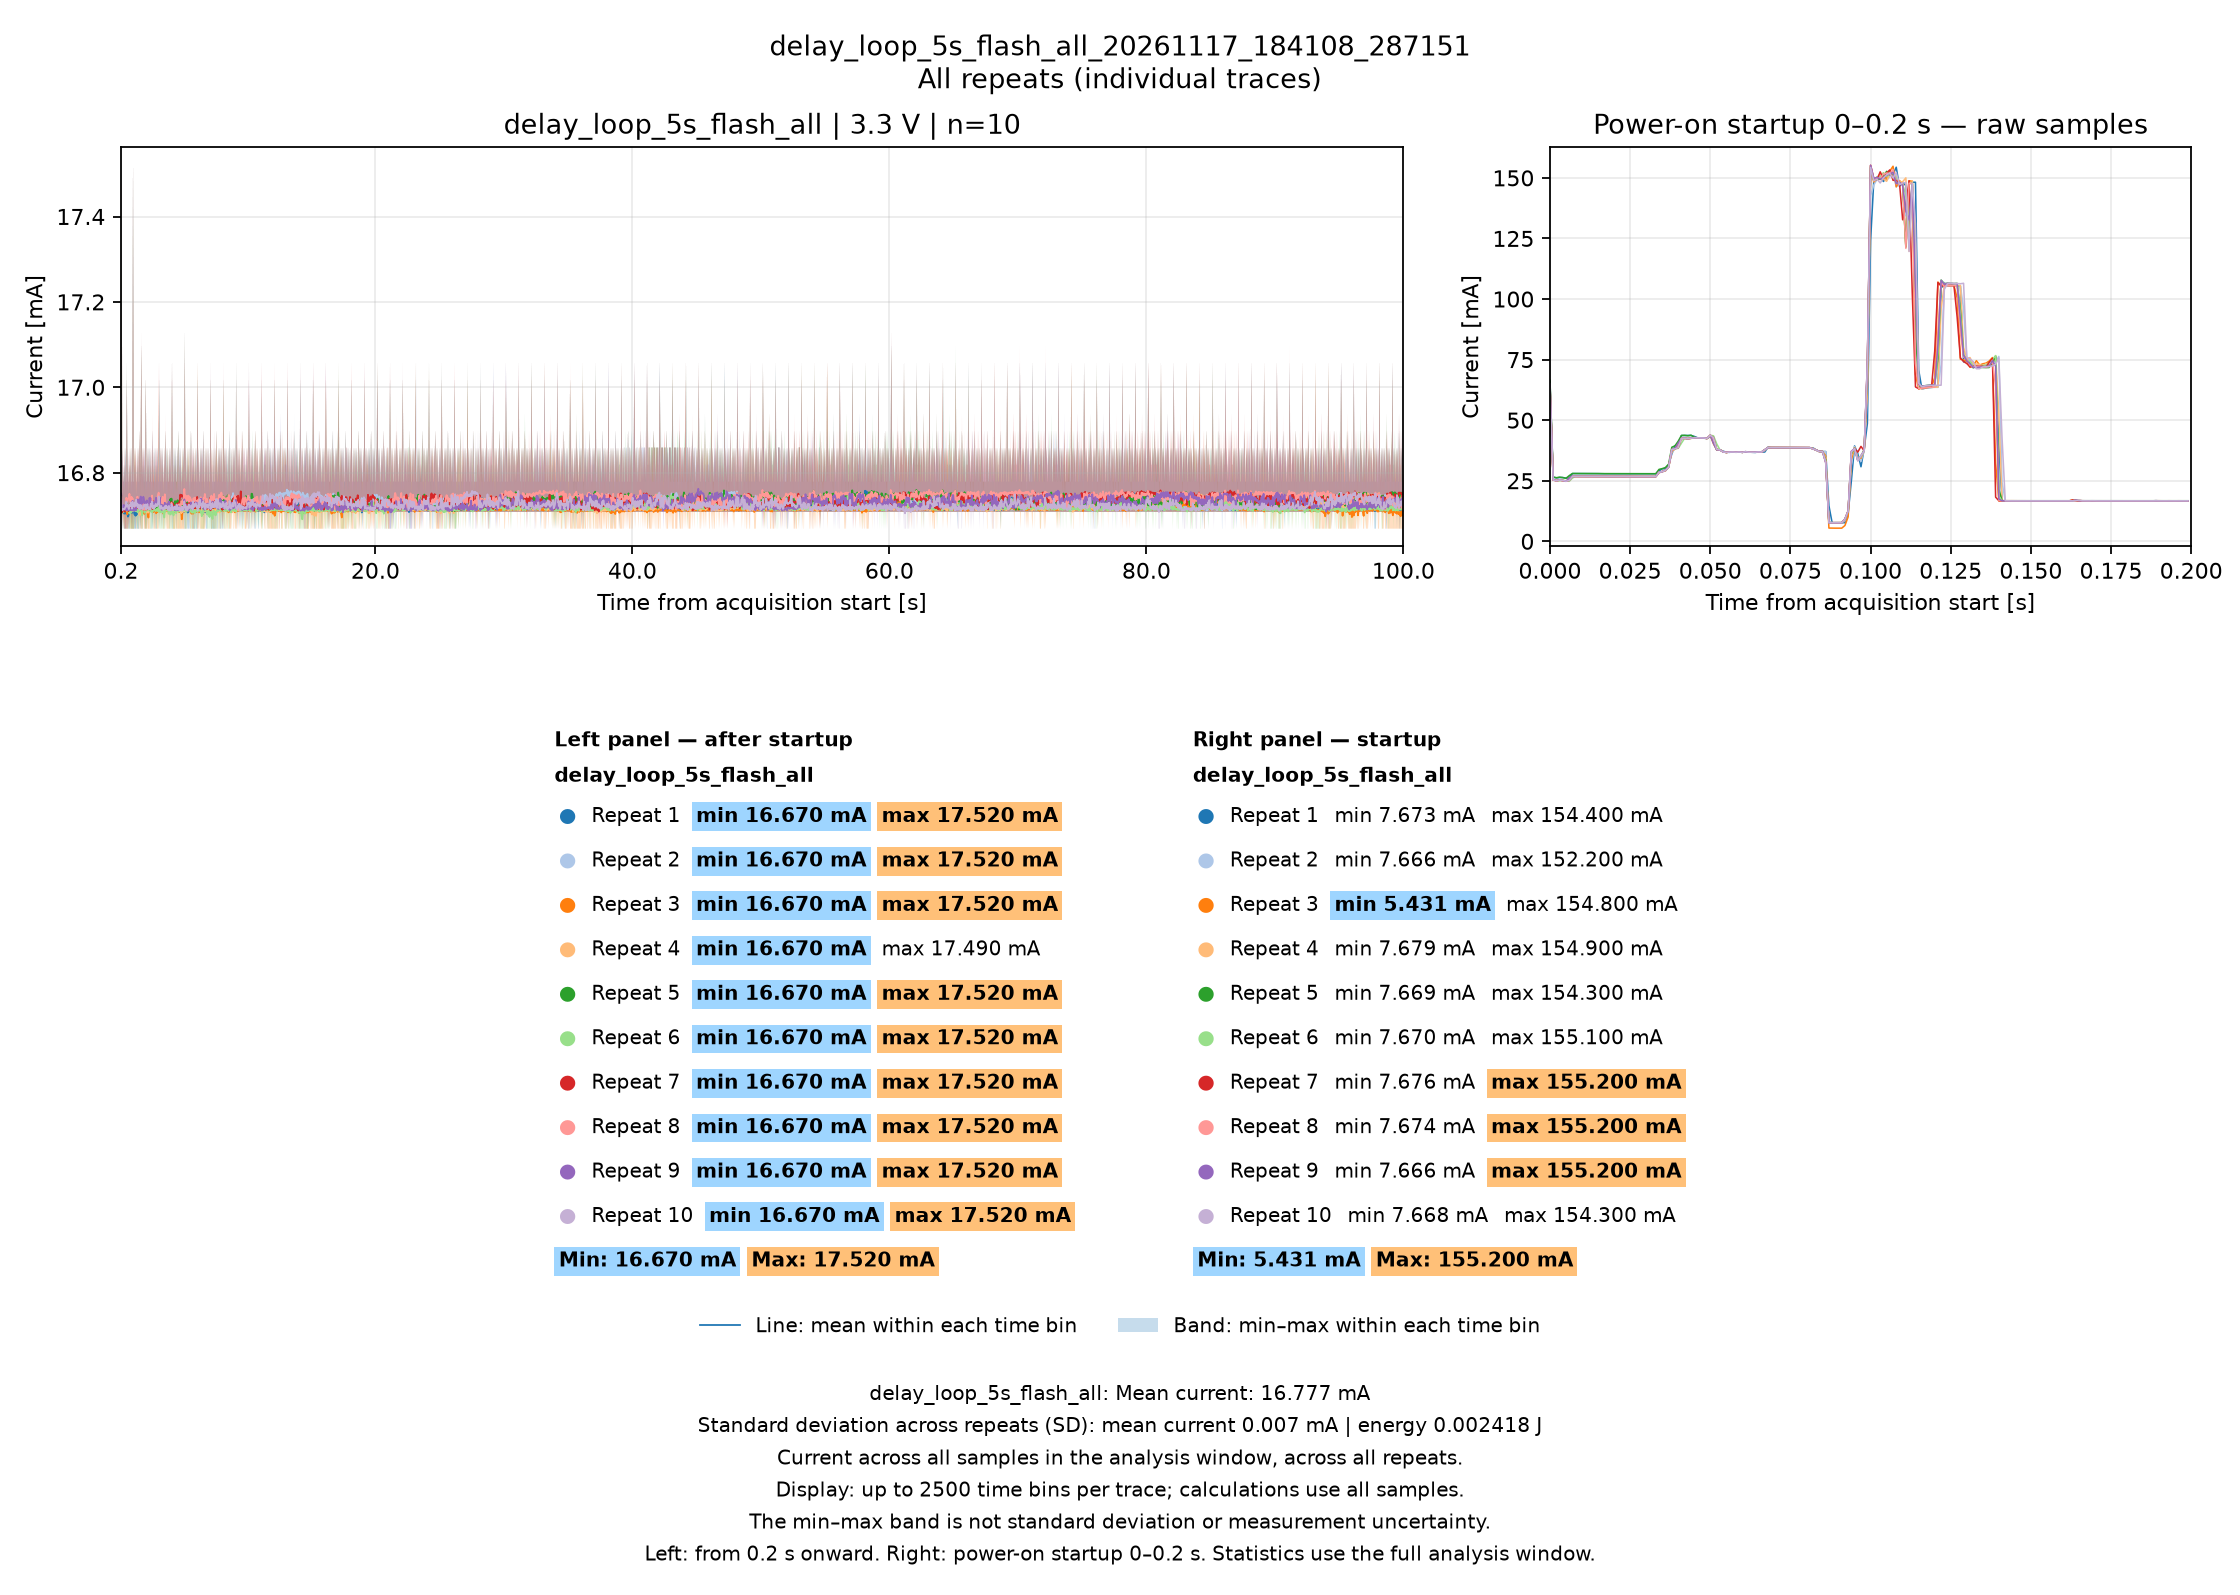 delay_loop_5s_flash_all_20261117_184108_287151
All repeats (individual traces)
delay_loop_5s_flash_all | 3.3 V | n=10
Current [mA]
17.4
17.2
17.0
16.8
0.2
20.0
40.0
60.0
80.0
100.0
Time from acquisition start [s]
Power-on startup 0–0.2 s — raw samples
Current [mA]
150
125
100
75
50
25
0
0.000
0.025
0.050
0.075
0.100
0.125
0.150
0.175
0.200
Time from acquisition start [s]
Left panel — after startup
delay_loop_5s_flash_all
Repeat 1 min 16.670 mA max 17.520 mA
Repeat 2 min 16.670 mA max 17.520 mA
Repeat 3 min 16.670 mA max 17.520 mA
Repeat 4 min 16.670 mA max 17.490 mA
Repeat 5 min 16.670 mA max 17.520 mA
Repeat 6 min 16.670 mA max 17.520 mA
Repeat 7 min 16.670 mA max 17.520 mA
Repeat 8 min 16.670 mA max 17.520 mA
Repeat 9 min 16.670 mA max 17.520 mA
Repeat 10 min 16.670 mA max 17.520 mA
Min: 16.670 mA Max: 17.520 mA
Right panel — startup
delay_loop_5s_flash_all
Repeat 1 min 7.673 mA max 154.400 mA
Repeat 2 min 7.666 mA max 152.200 mA
Repeat 3 min 5.431 mA max 154.800 mA
Repeat 4 min 7.679 mA max 154.900 mA
Repeat 5 min 7.669 mA max 154.300 mA
Repeat 6 min 7.670 mA max 155.100 mA
Repeat 7 min 7.676 mA max 155.200 mA
Repeat 8 min 7.674 mA max 155.200 mA
Repeat 9 min 7.666 mA max 155.200 mA
Repeat 10 min 7.668 mA max 154.300 mA
Min: 5.431 mA Max: 155.200 mA
Line: mean within each time bin
Band: min–max within each time bin
delay_loop_5s_flash_all: Mean current: 16.777 mA
Standard deviation across repeats (SD): mean current 0.007 mA | energy 0.002418 J
Current across all samples in the analysis window, across all repeats.
Display: up to 2500 time bins per trace; calculations use all samples.
The min–max band is not standard deviation or measurement uncertainty.
Left: from 0.2 s onward. Right: power-on startup 0–0.2 s. Statistics use the full analysis window.